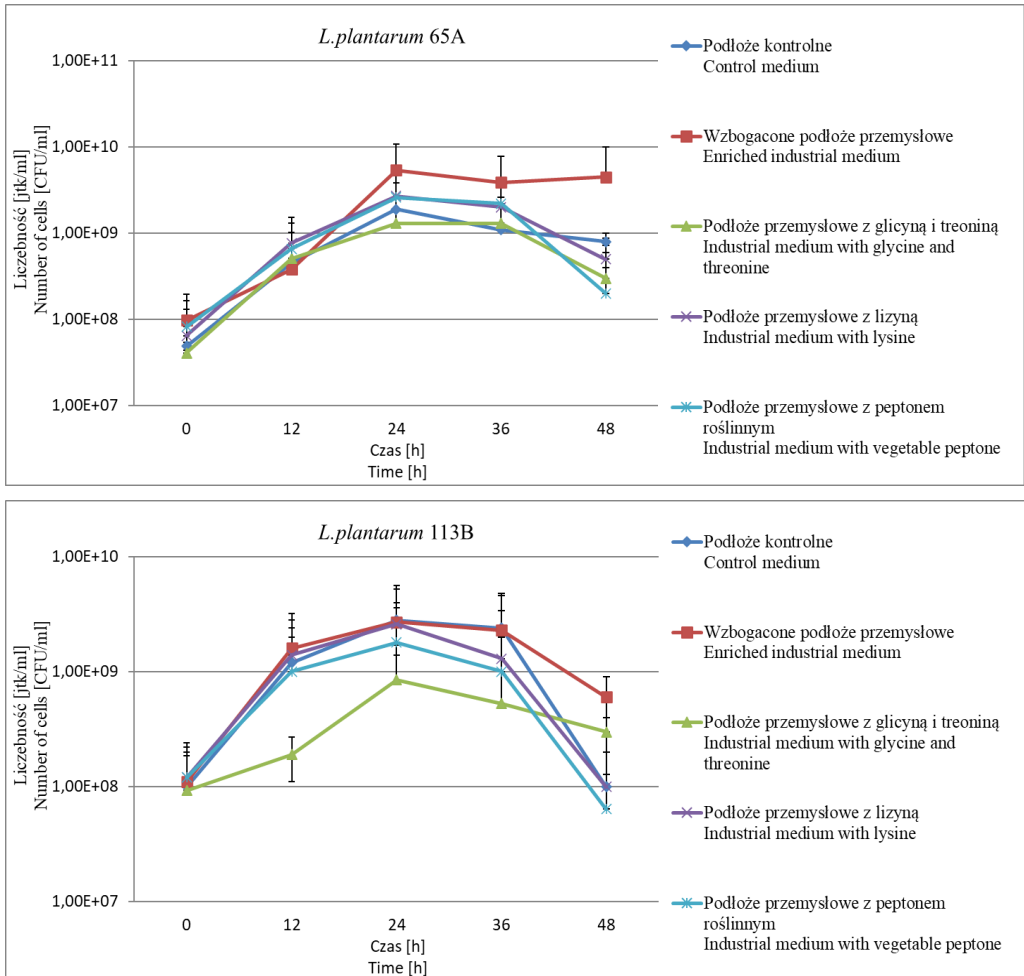 L.plantarum 65A
Liczebność [jtk/ml]
Number of cells [CFU/ml]
1,00E+11
1,00E+10
1,00E+09
1,00E+08
1,00E+07
0 12 24 36 48
Czas [h]
Time [h]
Podłoże kontrolne
Control medium
Wzbogacone podłoże przemysłowe
Enriched industrial medium
Podłoże przemysłowe z glicyną i treoniną
Industrial medium with glycine and
threonine
Podłoże przemysłowe z lizyną
Industrial medium with lysine
Podłoże przemysłowe z peptonem
roślinnym
Industrial medium with vegetable peptone
L.plantarum 113B
Liczebność [jtk/ml]
Number of cells [CFU/ml]
1,00E+10
1,00E+09
1,00E+08
1,00E+07
0 12 24 36 48
Czas [h]
Time [h]
Podłoże kontrolne
Control medium
Wzbogacone podłoże przemysłowe
Enriched industrial medium
Podłoże przemysłowe z glicyną i treoniną
Industrial medium with glycine and
threonine
Podłoże przemysłowe z lizyną
Industrial medium with lysine
Podłoże przemysłowe z peptonem
roślinnym
Industrial medium with vegetable peptone